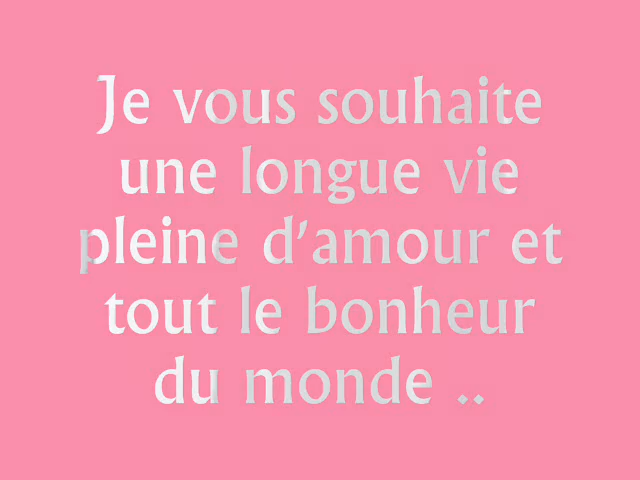 Je vous souhaite
une longue vie
pleine d'amour et
tout le bonheur
du monde ..